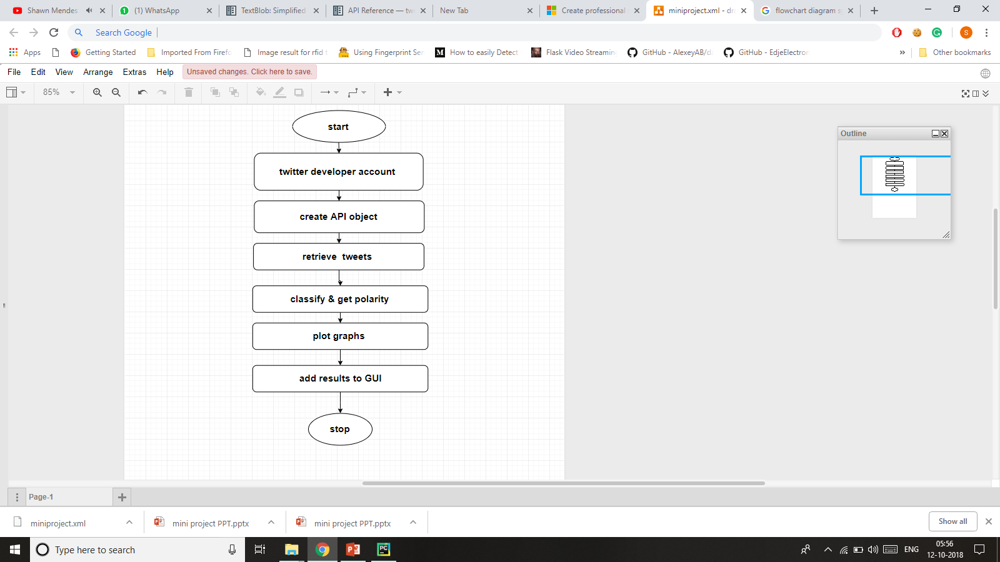 Shawn Mendes
(1) WhatsApp
TextBlob: Simplified
API Reference — tw
New Tab
Create professional
miniproject.xml - dr
flowchart diagram s
Search Google
S
Apps
Getting Started
Imported From Firefo
Image result for rfid t
Using Fingerprint Ser
How to easily Detect
Flask Video Streaming
GitHub - AlexeyAB/d
GitHub - EdjeElectron
»
Other bookmarks
File Edit View Arrange Extras Help Unsaved changes. Click here to save.
85%
start
Outline
twitter developer account
create API object
retrieve  tweets
classify & get polarity
plot graphs
add results to GUI
stop
Page-1
miniproject.xml
mini project PPT.pptx
mini project PPT.pptx
Show all
Type here to search
ENG
05:56
12-10-2018